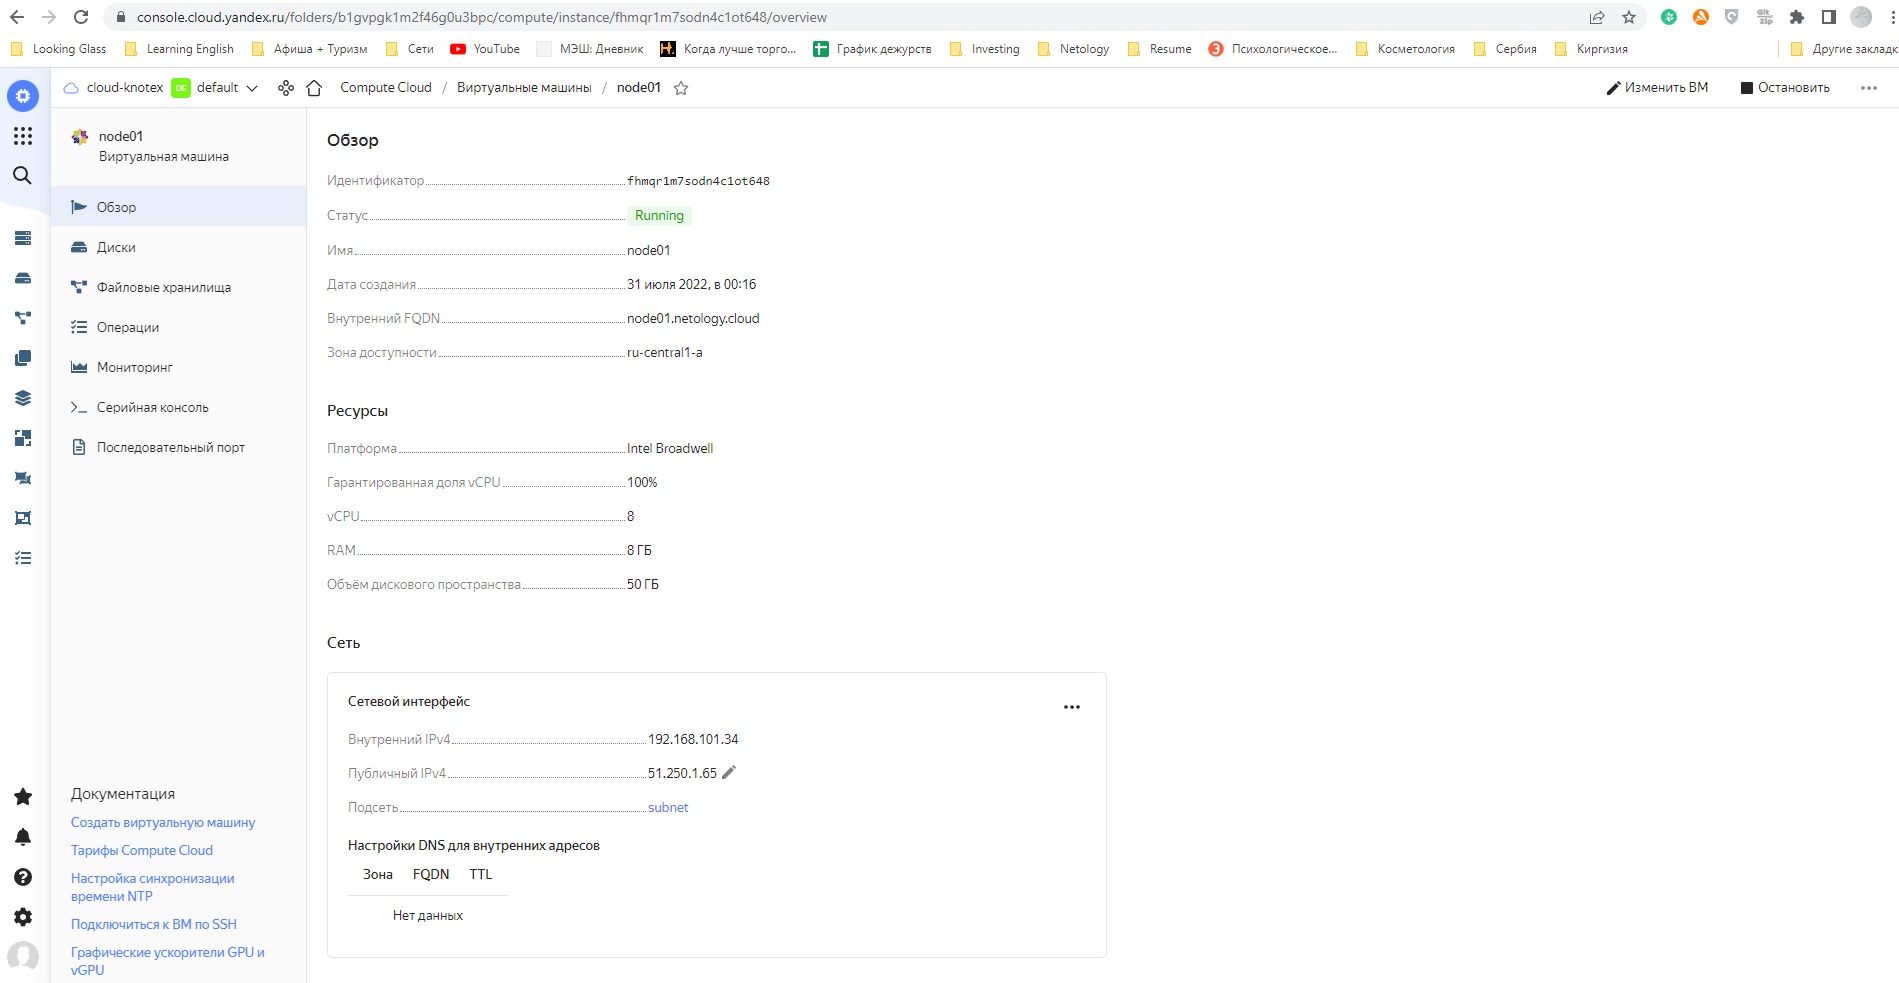 console.cloud.yandex.ru/folders/b1gvpgk1m2f46g0u3bpc/compute/instance/fhmqr1m7sodn4c1ot648/overview
Looking Glass Learning English Афиша + Туризм Сети YouTube МЭШ: Дневник Когда лучше торго... График дежурств Investing Netology Resume Психологическое... Косметология Сербия Киргизия Другие закладк
cloud-knotex DE default Compute Cloud / Виртуальные машины / node01 Изменить ВМ Остановить
node01
Виртуальная машина
Обзор
Диски
Файловые хранилища
Операции
Мониторинг
Серийная консоль
Последовательный порт
Документация
Создать виртуальную машину
Тарифы Compute Cloud
Настройка синхронизации
времени NTP
Подключиться к ВМ по SSH
Графические ускорители GPU и
vGPU
Обзор
Идентификатор fhmqr1m7sodn4c1ot648
Статус Running
Имя node01
Дата создания 31 июля 2022, в 00:16
Внутренний FQDN node01.netology.cloud
Зона доступности ru-central1-a
Ресурсы
Платформа Intel Broadwell
Гарантированная доля vCPU 100%
vCPU 8
RAM 8 ГБ
Объём дискового пространства 50 ГБ
Сеть
Сетевой интерфейс
Внутренний IPv4 192.168.101.34
Публичный IPv4 51.250.1.65
Подсеть subnet
Настройки DNS для внутренних адресов
Зона FQDN TTL
Нет данных